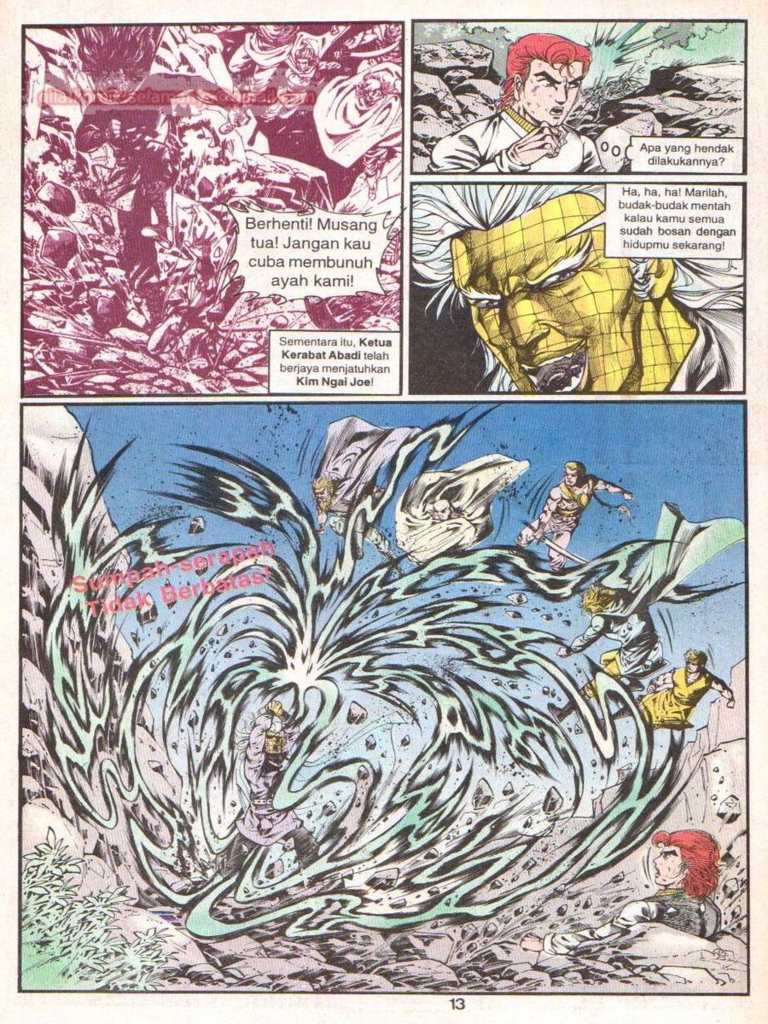 Berhenti! Musang
tua! Jangan kau
cuba membunuh
ayah kami!
Sementara itu, Ketua
Kerabat Abadi telah
berjaya menjatuhkan
Kim Ngai Joe!
Apa yang hendak
dilakukannya?
Ha, ha, ha! Marilah,
budak-budak mentah
kalau kamu semua
sudah bosan dengan
hidupmu sekarang!
Sumpah-serapah
Tidak Berbatas!
13